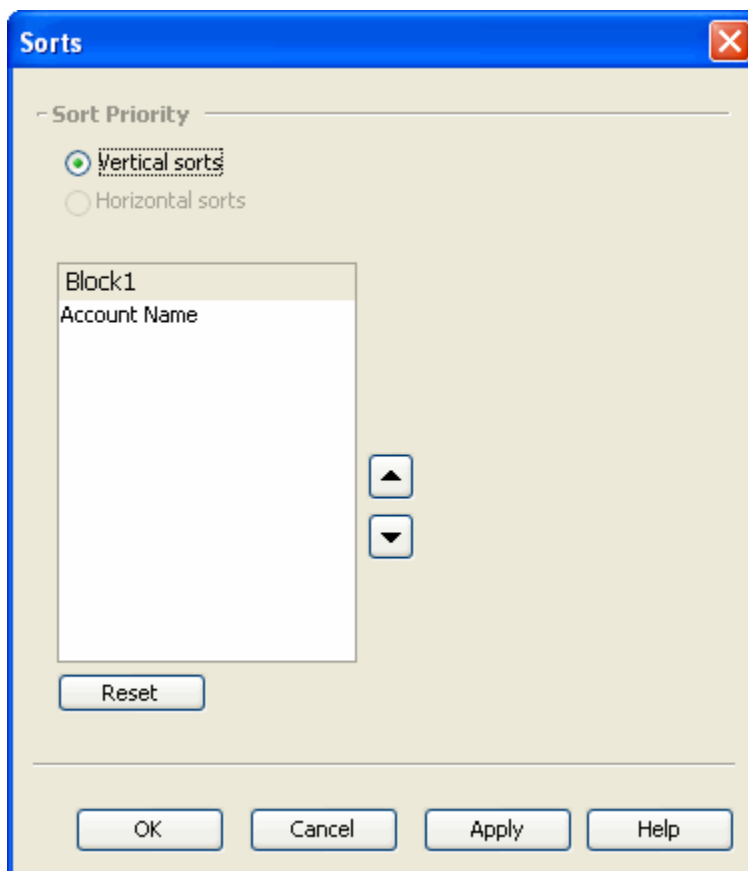 Sorts
Sort Priority
Vertical sorts
Horizontal sorts
Block1
Account Name
Reset
OK Cancel Apply Help